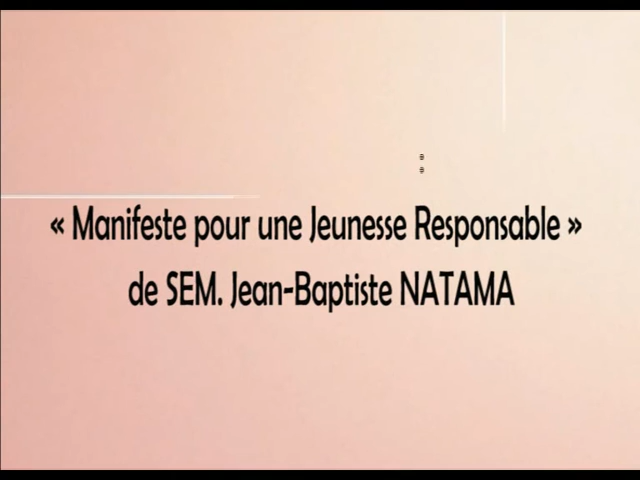 « Manifeste pour une Jeunesse Responsable »
de SEM. Jean-Baptiste NATAMA